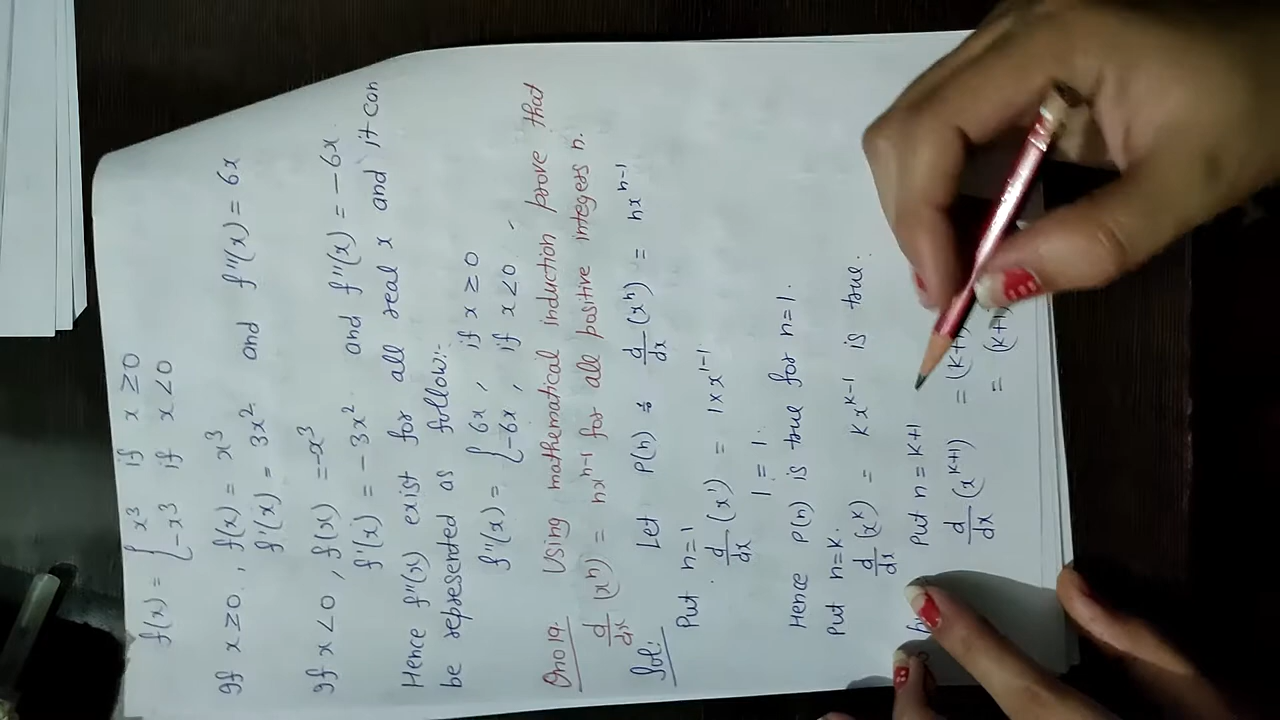 f(x) = { x³ if x ≥ 0
-x³ if x < 0
If x ≥ 0, f(x) = x³
f'(x) = 3x² and f''(x) = 6x
If x < 0, f(x) = -x³
f'(x) = -3x² and f''(x) = -6x
Hence f''(x) exist for all real x and it can
be represented as follow:-
f''(x) = { 6x, if x ≥ 0
-6x, if x < 0.
Qno 19. Using mathematical induction prove that
d/dx (xⁿ) = nxⁿ⁻¹ for all positive integers n.
Sol: Let P(n) : d/dx (xⁿ) = nxⁿ⁻¹
Put n=1
d/dx (x¹) = 1 × x¹⁻¹
1 = 1
Hence P(n) is true for n=1.
Put n=k
d/dx (xᵏ) = kxᵏ⁻¹ is true.
Put n = k+1
d/dx (xᵏ⁺¹) = (k+1)
= (k+1